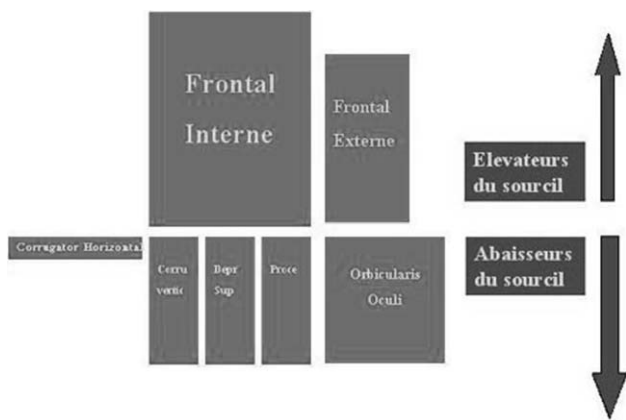 Frontal
Interne
Frontal
Externe
Elevateurs
du sourcil
Corrugator Horizontal
Corru
vertic
Depr
Sup
Proce
Orbicularis
Oculi
Abaisseurs
du sourcil